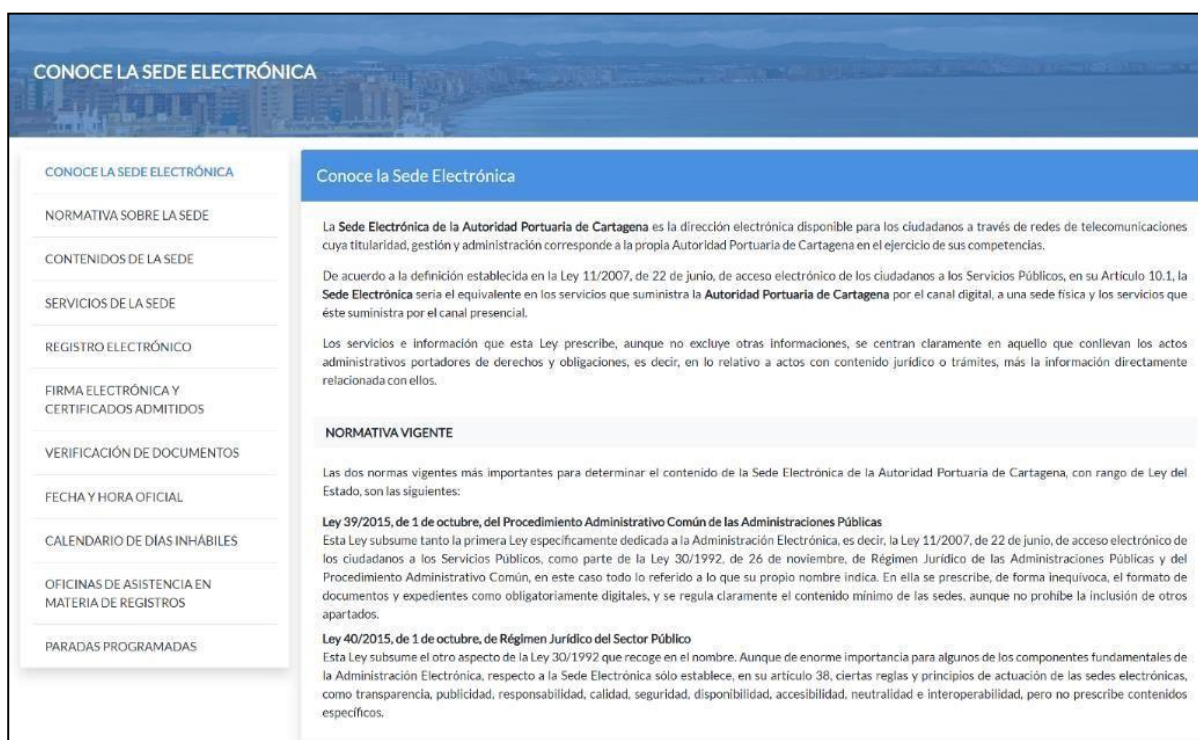 CONOCE LA SEDE ELECTRÓNICA
CONOCE LA SEDE ELECTRÓNICA
NORMATIVA SOBRE LA SEDE
CONTENIDOS DE LA SEDE
SERVICIOS DE LA SEDE
REGISTRO ELECTRÓNICO
FIRMA ELECTRÓNICA Y
CERTIFICADOS ADMITIDOS
VERIFICACIÓN DE DOCUMENTOS
FECHA Y HORA OFICIAL
CALENDARIO DE DÍAS INHÁBILES
OFICINAS DE ASISTENCIA EN
MATERIA DE REGISTROS
PARADAS PROGRAMADAS
Conoce la Sede Electrónica
La Sede Electrónica de la Autoridad Portuaria de Cartagena es la dirección electrónica disponible para los ciudadanos a través de redes de telecomunicaciones
cuya titularidad, gestión y administración corresponde a la propia Autoridad Portuaria de Cartagena en el ejercicio de sus competencias.
De acuerdo a la definición establecida en la Ley 11/2007, de 22 de junio, de acceso electrónico de los ciudadanos a los Servicios Públicos, en su Artículo 10.1, la
Sede Electrónica sería el equivalente en los servicios que suministra la Autoridad Portuaria de Cartagena por el canal digital, a una sede física y los servicios que
éste suministra por el canal presencial.
Los servicios e información que esta Ley prescribe, aunque no excluye otras informaciones, se centran claramente en aquello que conllevan los actos
administrativos portadores de derechos y obligaciones, es decir, en lo relativo a actos con contenido jurídico o trámites, más la información directamente
relacionada con ellos.
NORMATIVA VIGENTE
Las dos normas vigentes más importantes para determinar el contenido de la Sede Electrónica de la Autoridad Portuaria de Cartagena, con rango de Ley del
Estado, son las siguientes:
Ley 39/2015, de 1 de octubre, del Procedimiento Administrativo Común de las Administraciones Públicas
Esta Ley subsume tanto la primera Ley específicamente dedicada a la Administración Electrónica, es decir, la Ley 11/2007, de 22 de junio, de acceso electrónico de
los ciudadanos a los Servicios Públicos, como parte de la Ley 30/1992, de 26 de noviembre, de Régimen Jurídico de las Administraciones Públicas y del
Procedimiento Administrativo Común, en este caso todo lo referido a lo que su propio nombre indica. En ella se prescribe, de forma inequívoca, el formato de
documentos y expedientes como obligatoriamente digitales, y se regula claramente el contenido mínimo de las sedes, aunque no prohíbe la inclusión de otros
apartados.
Ley 40/2015, de 1 de octubre, de Régimen Jurídico del Sector Público
Esta Ley subsume el otro aspecto de la Ley 30/1992 que recoge en el nombre. Aunque de enorme importancia para algunos de los componentes fundamentales de
la Administración Electrónica, respecto a la Sede Electrónica sólo establece, en su artículo 38, ciertas reglas y principios de actuación de las sedes electrónicas,
como transparencia, publicidad, responsabilidad, calidad, seguridad, disponibilidad, accesibilidad, neutralidad e interoperabilidad, pero no prescribe contenidos
específicos.